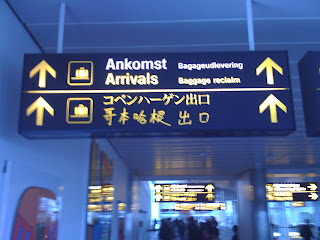 Ankomst Bagageudlevering
Arrivals Baggage reclaim
コペンハーゲン出口
哥本哈根 出口